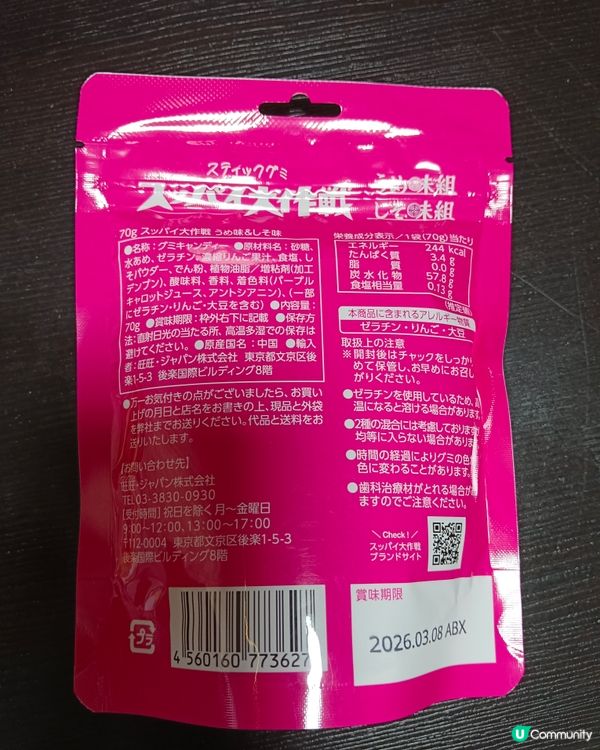 スティックグミ
スッパイ大作戦
うめ味組
しそ味組
70g スッパイ大作戦 うめ味&しそ味
●名称：グミキャンディー ●原材料名：砂糖、
水あめ、ゼラチン、濃縮りんご果汁、食塩、し
そパウダー、でん粉、植物油脂／増粘剤(加工
デンプン)、酸味料、香料、着色料(パープル
キャロットジュース、アントシアニン)、(一部
にゼラチン・りんご・大豆を含む) ●内容量：
70g ●賞味期限：枠外右下に記載 ●保存方
法：直射日光の当たる所、高温多湿での保存は
避けてください。 ●原産国名：中国 ●輸入
者：旺旺・ジャパン株式会社 東京都文京区後
楽1-5-3 後楽国際ビルディング8階
●万一お気付きの点がございましたら、お買い
上げの月日と店名をお書きの上、現品と外袋
を弊社までお送りください。代品と送料をお
送りいたします。
【お問い合わせ先】
旺旺・ジャパン株式会社
TEL03-3830-0930
【受付時間】祝日を除く月～金曜日
9:00~12:00、13:00~17:00
〒112-0004 東京都文京区後楽1-5-3
後楽国際ビルディング8階
プラ
4 560160 773627
栄養成分表示／1袋(70g)当たり
エネルギー 244 kcal
たんぱく質 3.4 g
脂質 0.0 g
炭水化物 57.8 g
食塩相当量 0.13 g
(推定値)
本商品に含まれるアレルギー物質
ゼラチン・りんご・大豆
取扱上の注意
※開封後はチャックをしっかり
めて保管し、お早めにお召し
がりください。
●ゼラチンを使用しているため、高
温になると溶ける場合があります
●2種の混合には考慮しておりますが
均等に入らない場合があります
●時間の経過によりグミの色が
色に変わることがあります
●歯科治療材がとれる場合が
ますのでご注意ください。
＼Check!／
スッパイ大作戦
ブランドサイト
賞味期限
2026.03.08 ABX
U Community